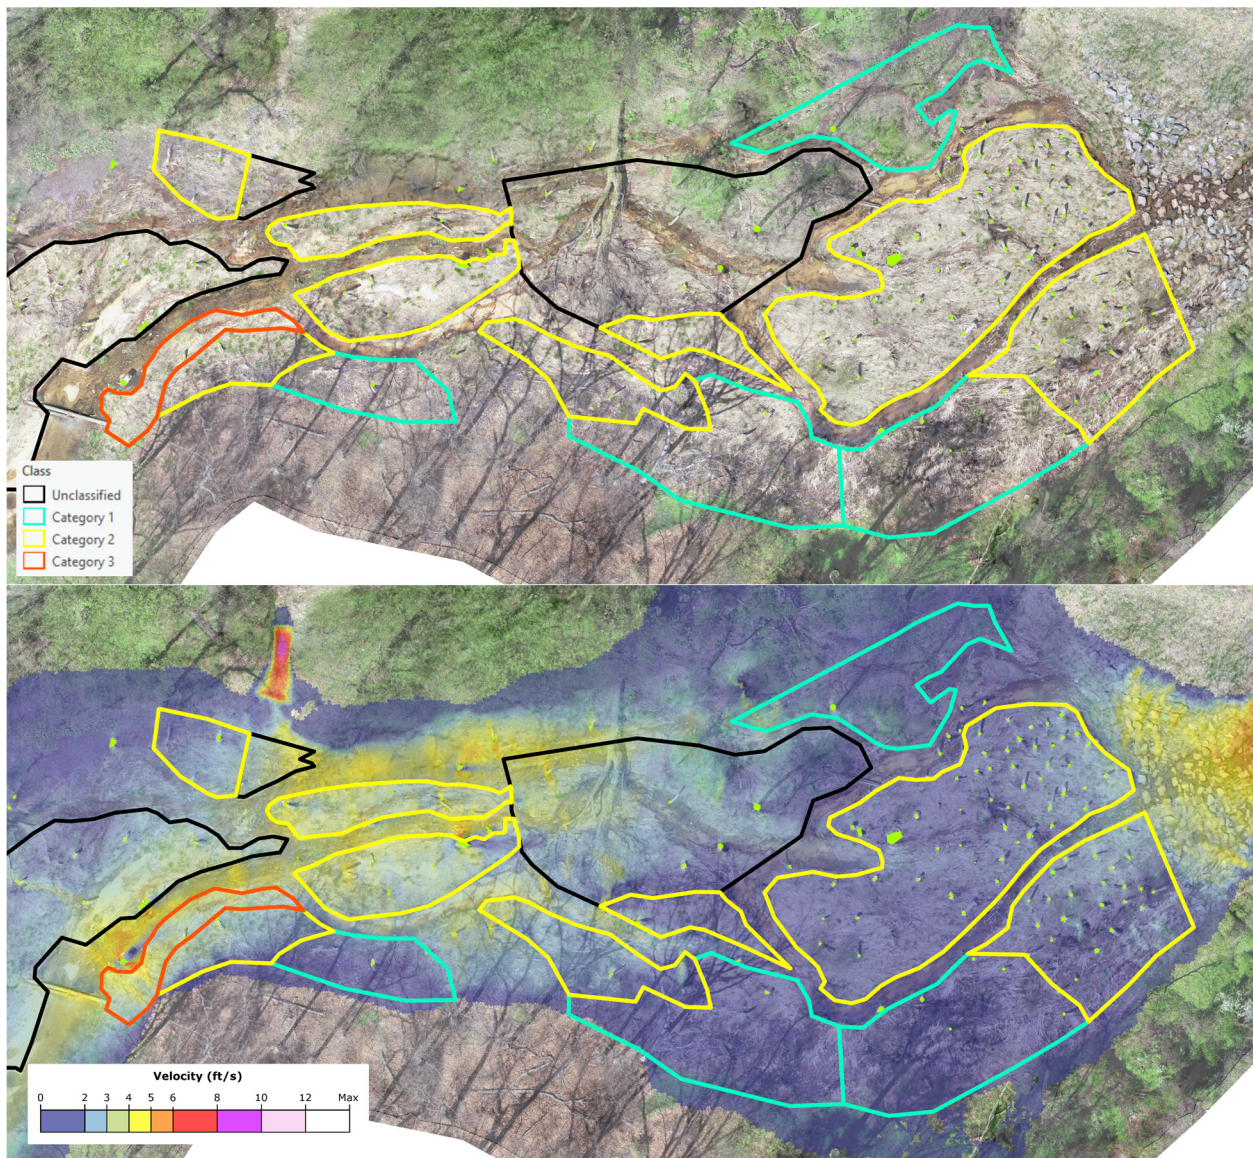 Class
Unclassified
Category 1
Category 2
Category 3
Velocity (ft/s)
0 2 3 4 5 6 8 10 12 Max